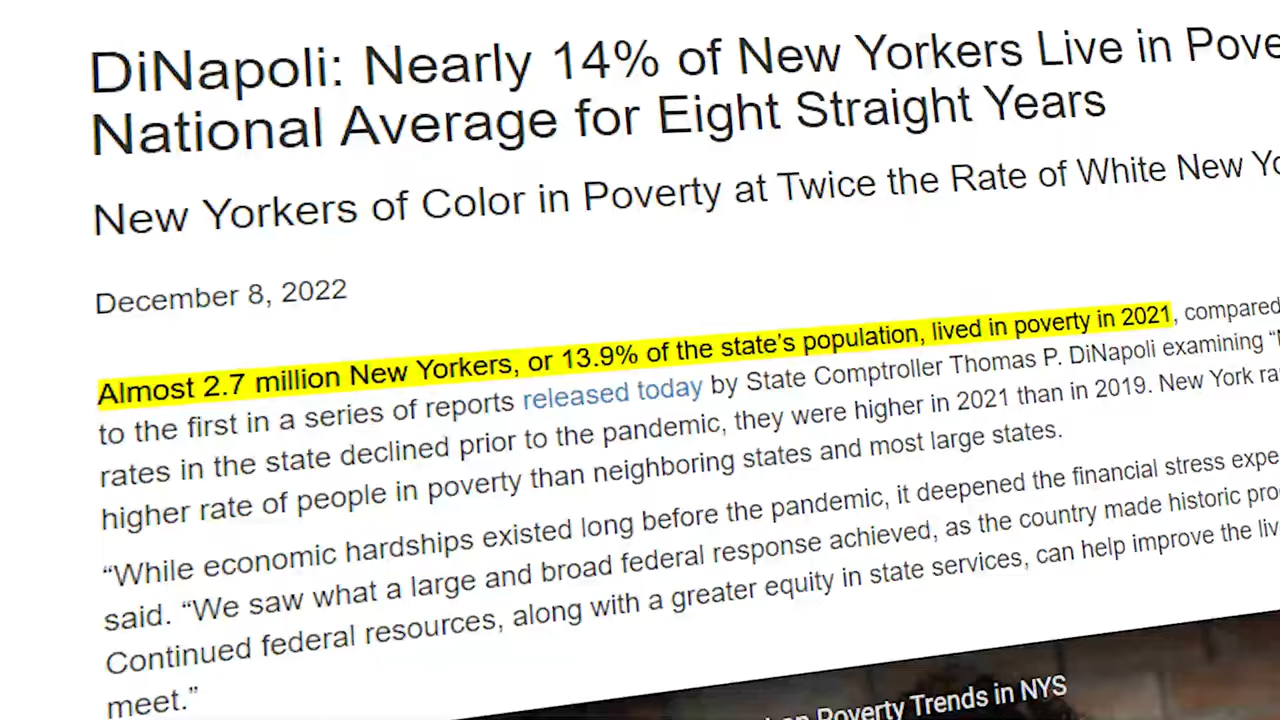 DiNapoli: Nearly 14% of New Yorkers Live in
National Average for Eight Straight Years
New Yorkers of Color in Poverty at Twice the Rate of White New
December 8, 2022
Almost 2.7 million New Yorkers, or 13.9% of the state's population, lived in poverty in 2021, compared
to the first in a series of reports released today by State Comptroller Thomas P. DiNapoli examining
rates in the state declined prior to the pandemic, they were higher in 2021 than in 2019. New York
higher rate of people in poverty than neighboring states and most large states.
“While economic hardships existed long before the pandemic, it deepened the financial stress
said. “We saw what a large and broad federal response achieved, as the country made historic
Continued federal resources, along with a greater equity in state services, can help improve the
meet.”
Poverty Trends in NYS